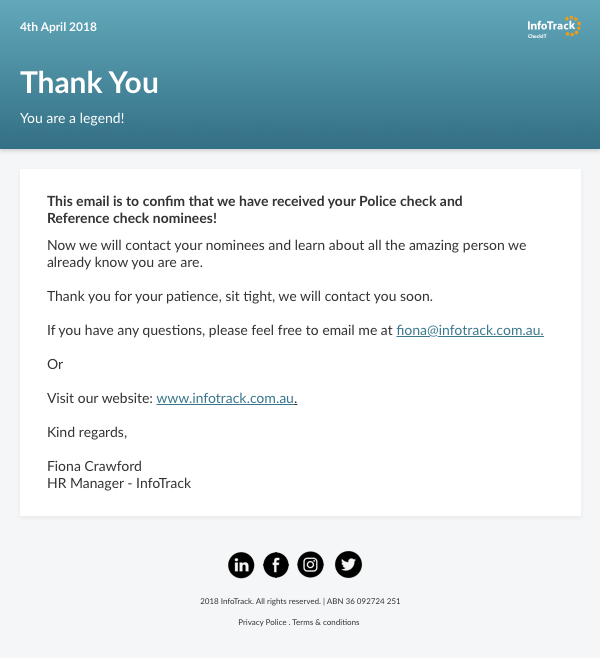 4th April 2018
InfoTrack
CheckIT
Thank You
You are a legend!
This email is to confim that we have received your Police check and
Reference check nominees!
Now we will contact your nominees and learn about all the amazing person we
already know you are are.
Thank you for your patience, sit tight, we will contact you soon.
If you have any questions, please feel free to email me at fiona@infotrack.com.au.
Or
Visit our website: www.infotrack.com.au.
Kind regards,
Fiona Crawford
HR Manager - InfoTrack
2018 InfoTrack. All rights reserved. | ABN 36 092724 251
Privacy Police . Terms & conditions